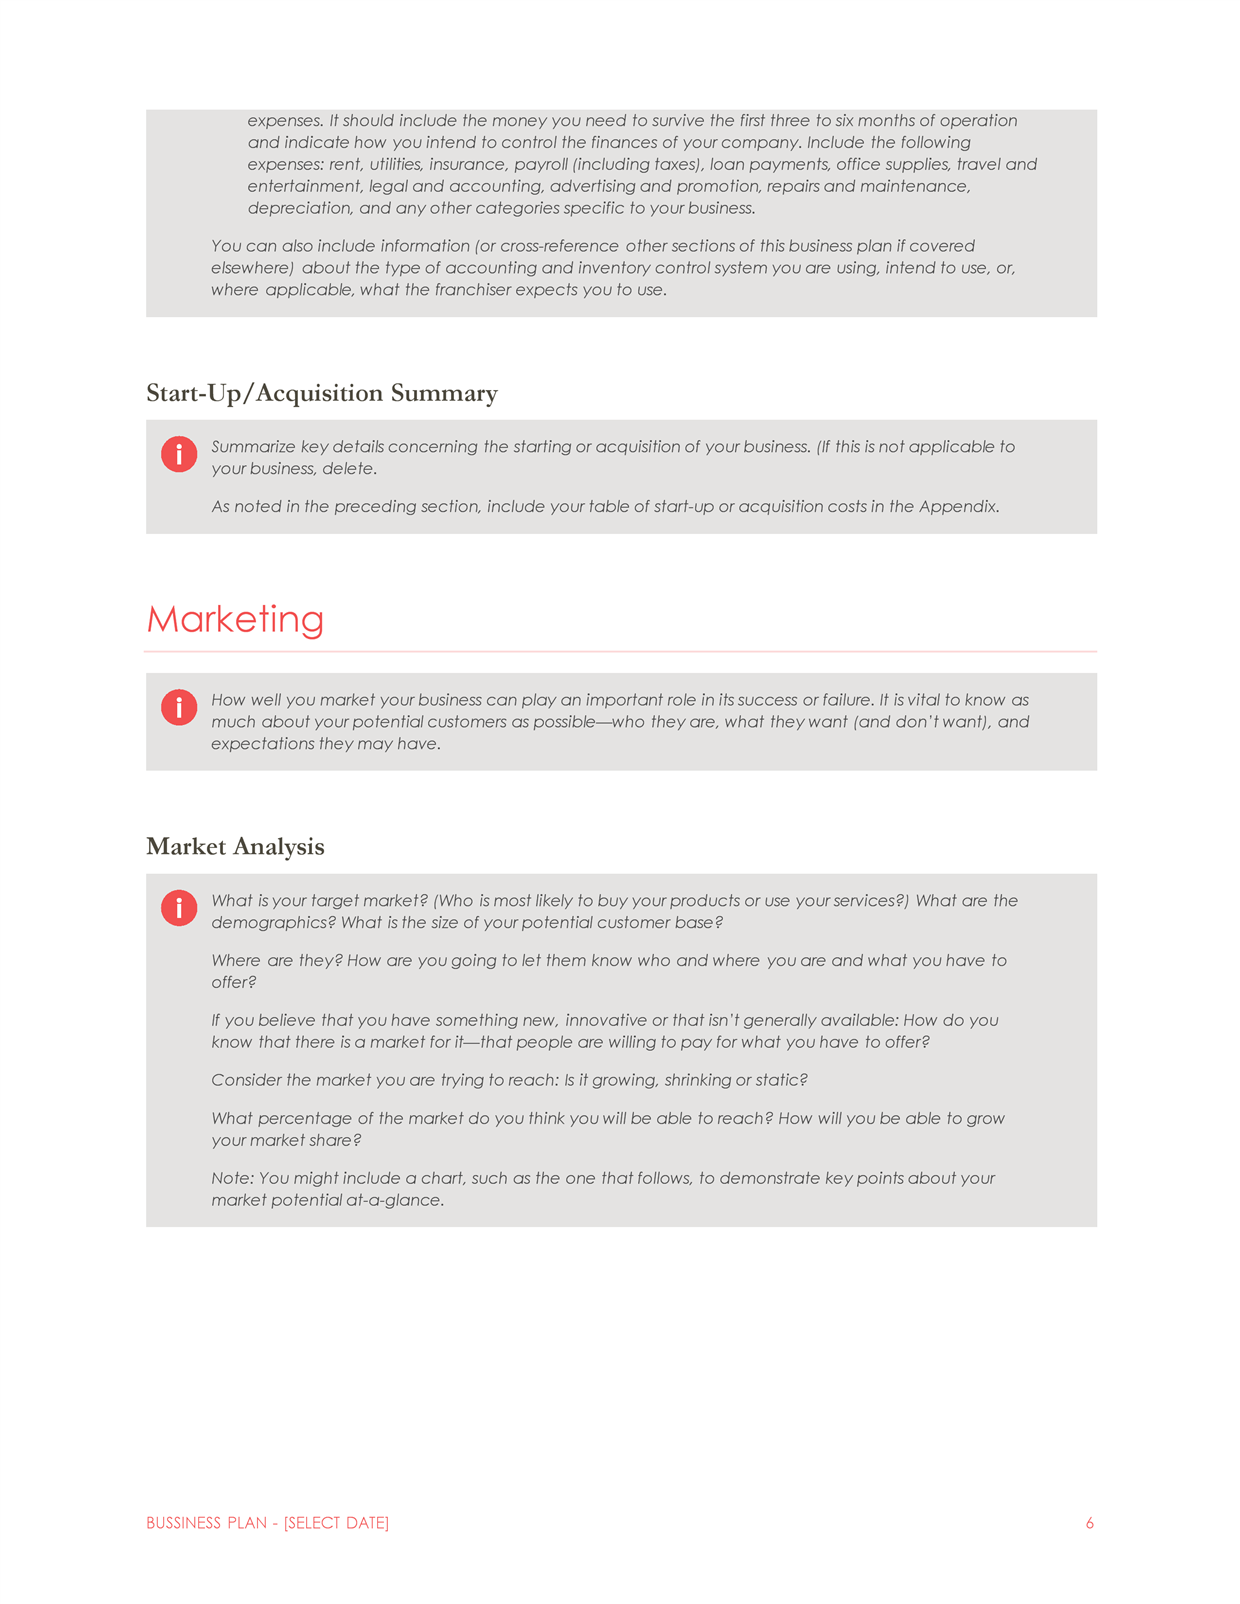 expenses. It should include the money you need to survive the first three to six months of operation
and indicate how you intend to control the finances of your company. Include the following
expenses: rent, utilities, insurance, payroll (including taxes), loan payments, office supplies, travel and
entertainment, legal and accounting, advertising and promotion, repairs and maintenance,
depreciation, and any other categories specific to your business.
You can also include information (or cross-reference other sections of this business plan if covered
elsewhere) about the type of accounting and inventory control system you are using, intend to use, or,
where applicable, what the franchiser expects you to use.
Start-Up/Acquisition Summary
Summarize key details concerning the starting or acquisition of your business. (If this is not applicable to
your business, delete.
As noted in the preceding section, include your table of start-up or acquisition costs in the Appendix.
Marketing
How well you market your business can play an important role in its success or failure. It is vital to know as
much about your potential customers as possible—who they are, what they want (and don't want), and
expectations they may have.
Market Analysis
What is your target market? (Who is most likely to buy your products or use your services?) What are the
demographics? What is the size of your potential customer base?
Where are they? How are you going to let them know who and where you are and what you have to
offer?
If you believe that you have something new, innovative or that isn't generally available: How do you
know that there is a market for it—that people are willing to pay for what you have to offer?
Consider the market you are trying to reach: Is it growing, shrinking or static?
What percentage of the market do you think you will be able to reach? How will you be able to grow
your market share?
Note: You might include a chart, such as the one that follows, to demonstrate key points about your
market potential at-a-glance.
BUSSINESS PLAN - [SELECT DATE] 6